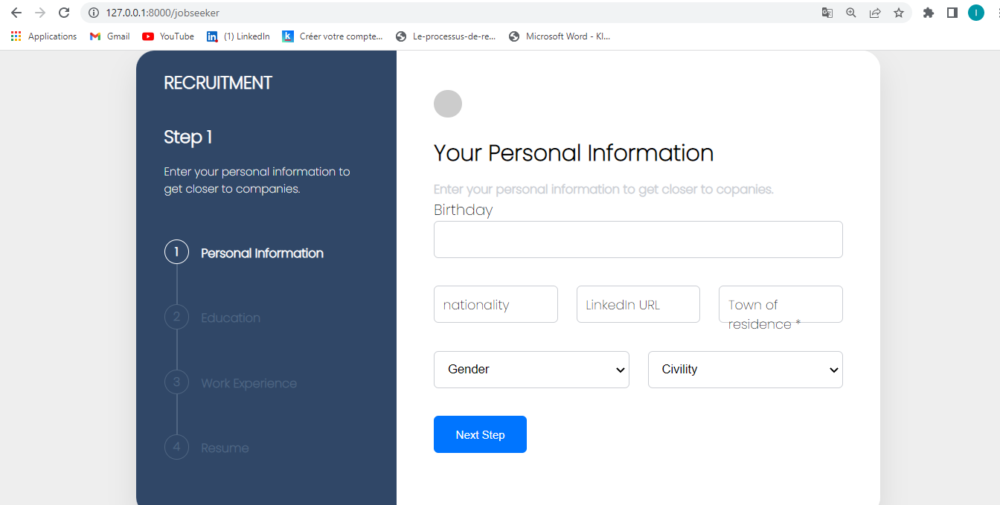 127.0.0.1:8000/jobseeker
I
Applications Gmail YouTube (1) LinkedIn Créer votre compte... Le-processus-de-re... Microsoft Word - Kl...
RECRUITMENT
Step 1
Enter your personal information to
get closer to companies.
1 Personal Information
2 Education
3 Work Experience
4 Resume
Your Personal Information
Enter your personal information to get closer to copanies.
Birthday
nationality
LinkedIn URL
Town of
residence *
Gender
Civility
Next Step